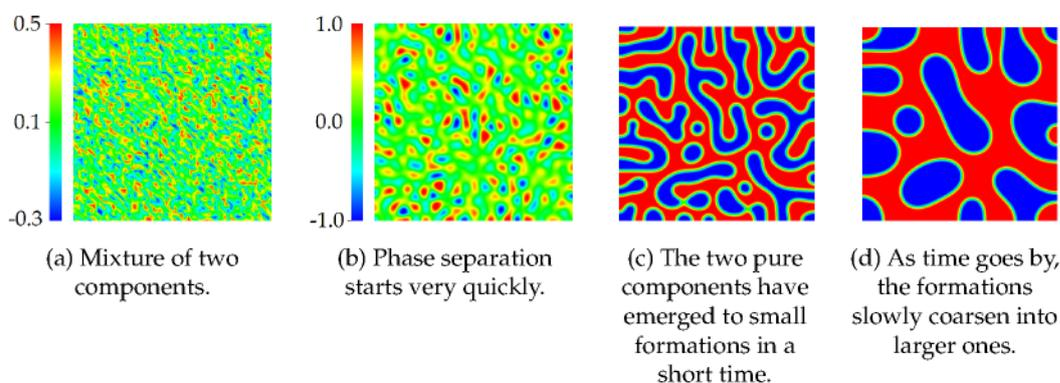 0.5
0.1
-0.3
1.0
0.0
-1.0
(a) Mixture of two
components.
(b) Phase separation
starts very quickly.
(c) The two pure
components have
emerged to small
formations in a
short time.
(d) As time goes by,
the formations
slowly coarsen into
larger ones.